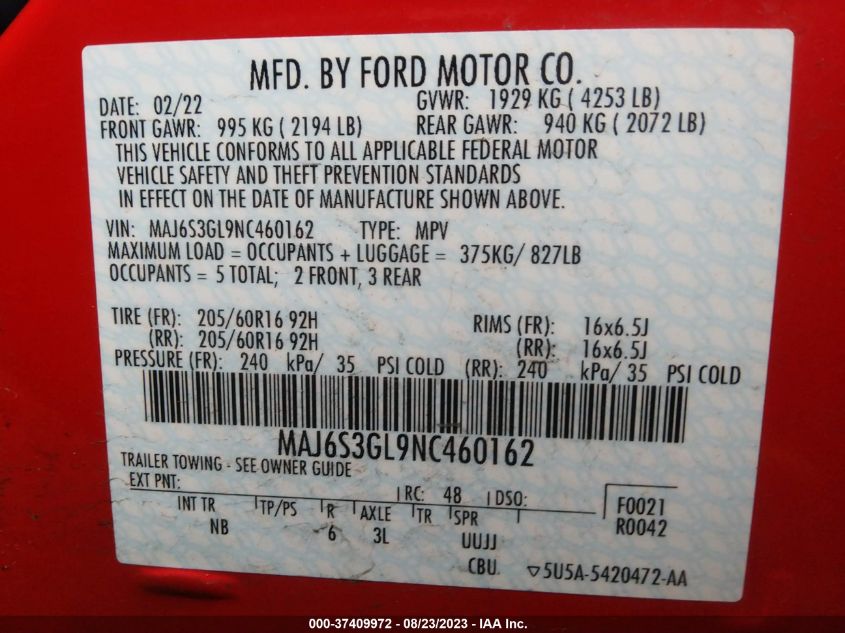 MFD. BY FORD MOTOR CO.
DATE: 02/22 GVWR: 1929 KG ( 4253 LB)
FRONT GAWR: 995 KG ( 2194 LB) REAR GAWR: 940 KG ( 2072 LB)
THIS VEHICLE CONFORMS TO ALL APPLICABLE FEDERAL MOTOR
VEHICLE SAFETY AND THEFT PREVENTION STANDARDS
IN EFFECT ON THE DATE OF MANUFACTURE SHOWN ABOVE.
VIN: MAJ6S3GL9NC460162 TYPE: MPV
MAXIMUM LOAD = OCCUPANTS + LUGGAGE = 375KG/ 827LB
OCCUPANTS = 5 TOTAL; 2 FRONT, 3 REAR
TIRE (FR): 205/60R16 92H RIMS (FR): 16x6.5J
(RR): 205/60R16 92H (RR): 16x6.5J
PRESSURE (FR): 240 kPa/ 35 PSI COLD (RR): 240 kPa/ 35 PSI COLD
MAJ6S3GL9NC460162
TRAILER TOWING - SEE OWNER GUIDE
EXT PNT: RC: 48 DSO: F0021
INT TR TP/PS R AXLE TR SPR R0042
NB 6 3L UUJJ
CBU ▽5U5A-5420472-AA
000-37409972 - 08/23/2023 - IAA Inc.